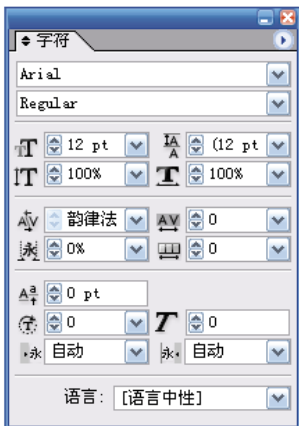 字符
Arial
Regular
12 pt (12 pt
100% 100%
韵律法 0
0% 0
0 pt
0 0
自动 自动
语言: [语言中性]